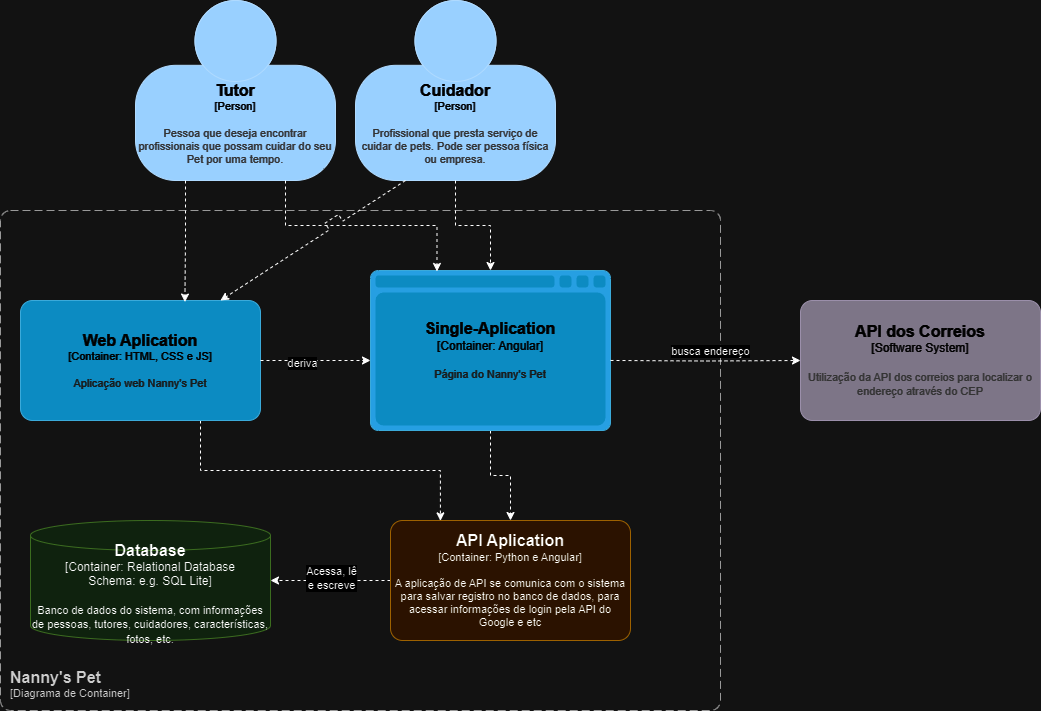 Tutor
[Person]
Pessoa que deseja encontrar
profissionais que possam cuidar do seu
Pet por uma tempo.
Cuidador
[Person]
Profissional que presta serviço de
cuidar de pets. Pode ser pessoa física
ou empresa.
Web Aplication
[Container: HTML, CSS e JS]
Aplicação web Nanny's Pet
deriva
Single-Aplication
[Container: Angular]
Página do Nanny's Pet
busca endereço
API dos Correios
[Software System]
Utilização da API dos correios para localizar o
endereço através do CEP
Database
[Container: Relational Database
Schema: e.g. SQL Lite]
Banco de dados do sistema, com informações
de pessoas, tutores, cuidadores, características,
fotos, etc.
Acessa, lê
e escreve
API Aplication
[Container: Python e Angular]
A aplicação de API se comunica com o sistema
para salvar registro no banco de dados, para
acessar informações de login pela API do
Google e etc
Nanny's Pet
[Diagrama de Container]